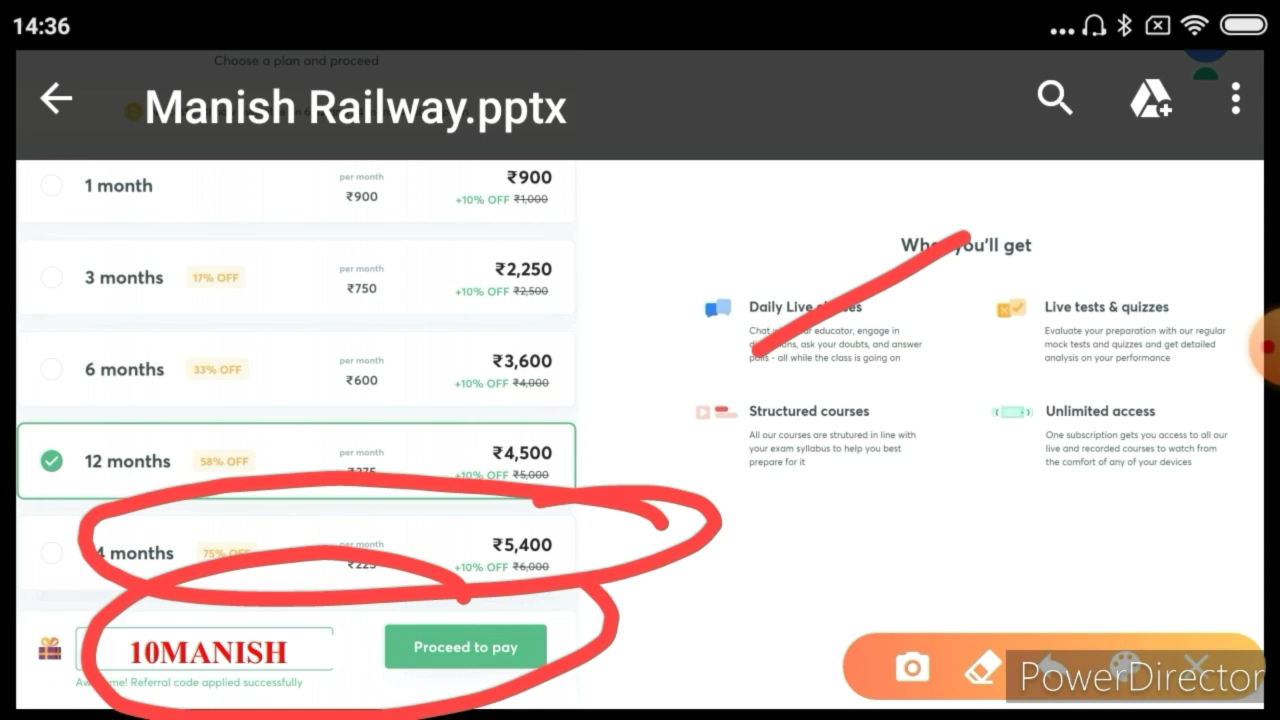 14:36
Choose a plan and proceed
Manish Railway.pptx
1 month
per month
₹900
₹900
+10% OFF ₹1,000
3 months 17% OFF
per month
₹750
₹2,250
+10% OFF ₹2,500
6 months 33% OFF
per month
₹600
₹3,600
+10% OFF ₹4,000
12 months 58% OFF
per month
₹375
₹4,500
+10% OFF ₹5,000
months 75% OFF
per month
₹225
₹5,400
+10% OFF ₹6,000
10MANISH
Proceed to pay
Referral code applied successfully
you'll get
Daily Live
Chat educator, engage in
ask your doubts, and answer
polls - all while the class is going on
Live tests & quizzes
Evaluate your preparation with our regular
mock tests and quizzes and get detailed
analysis on your performance
Structured courses
All our courses are strutured in line with
your exam syllabus to help you best
prepare for it
Unlimited access
One subscription gets you access to all our
live and recorded courses to watch from
the comfort of any of your devices
PowerDirector